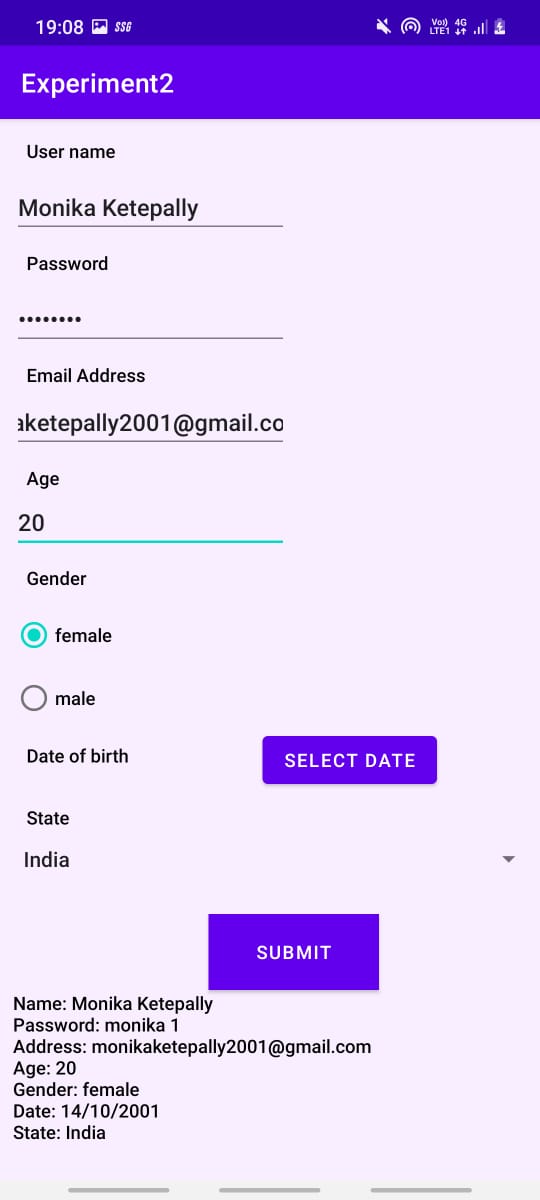 19:08 SSG Vo)) LTE1 4G
Experiment2
User name
Monika Ketepally
Password
••••••••
Email Address
aketepally2001@gmail.co
Age
20
Gender
female
male
Date of birth SELECT DATE
State
India
SUBMIT
Name: Monika Ketepally
Password: monika 1
Address: monikaketepally2001@gmail.com
Age: 20
Gender: female
Date: 14/10/2001
State: India